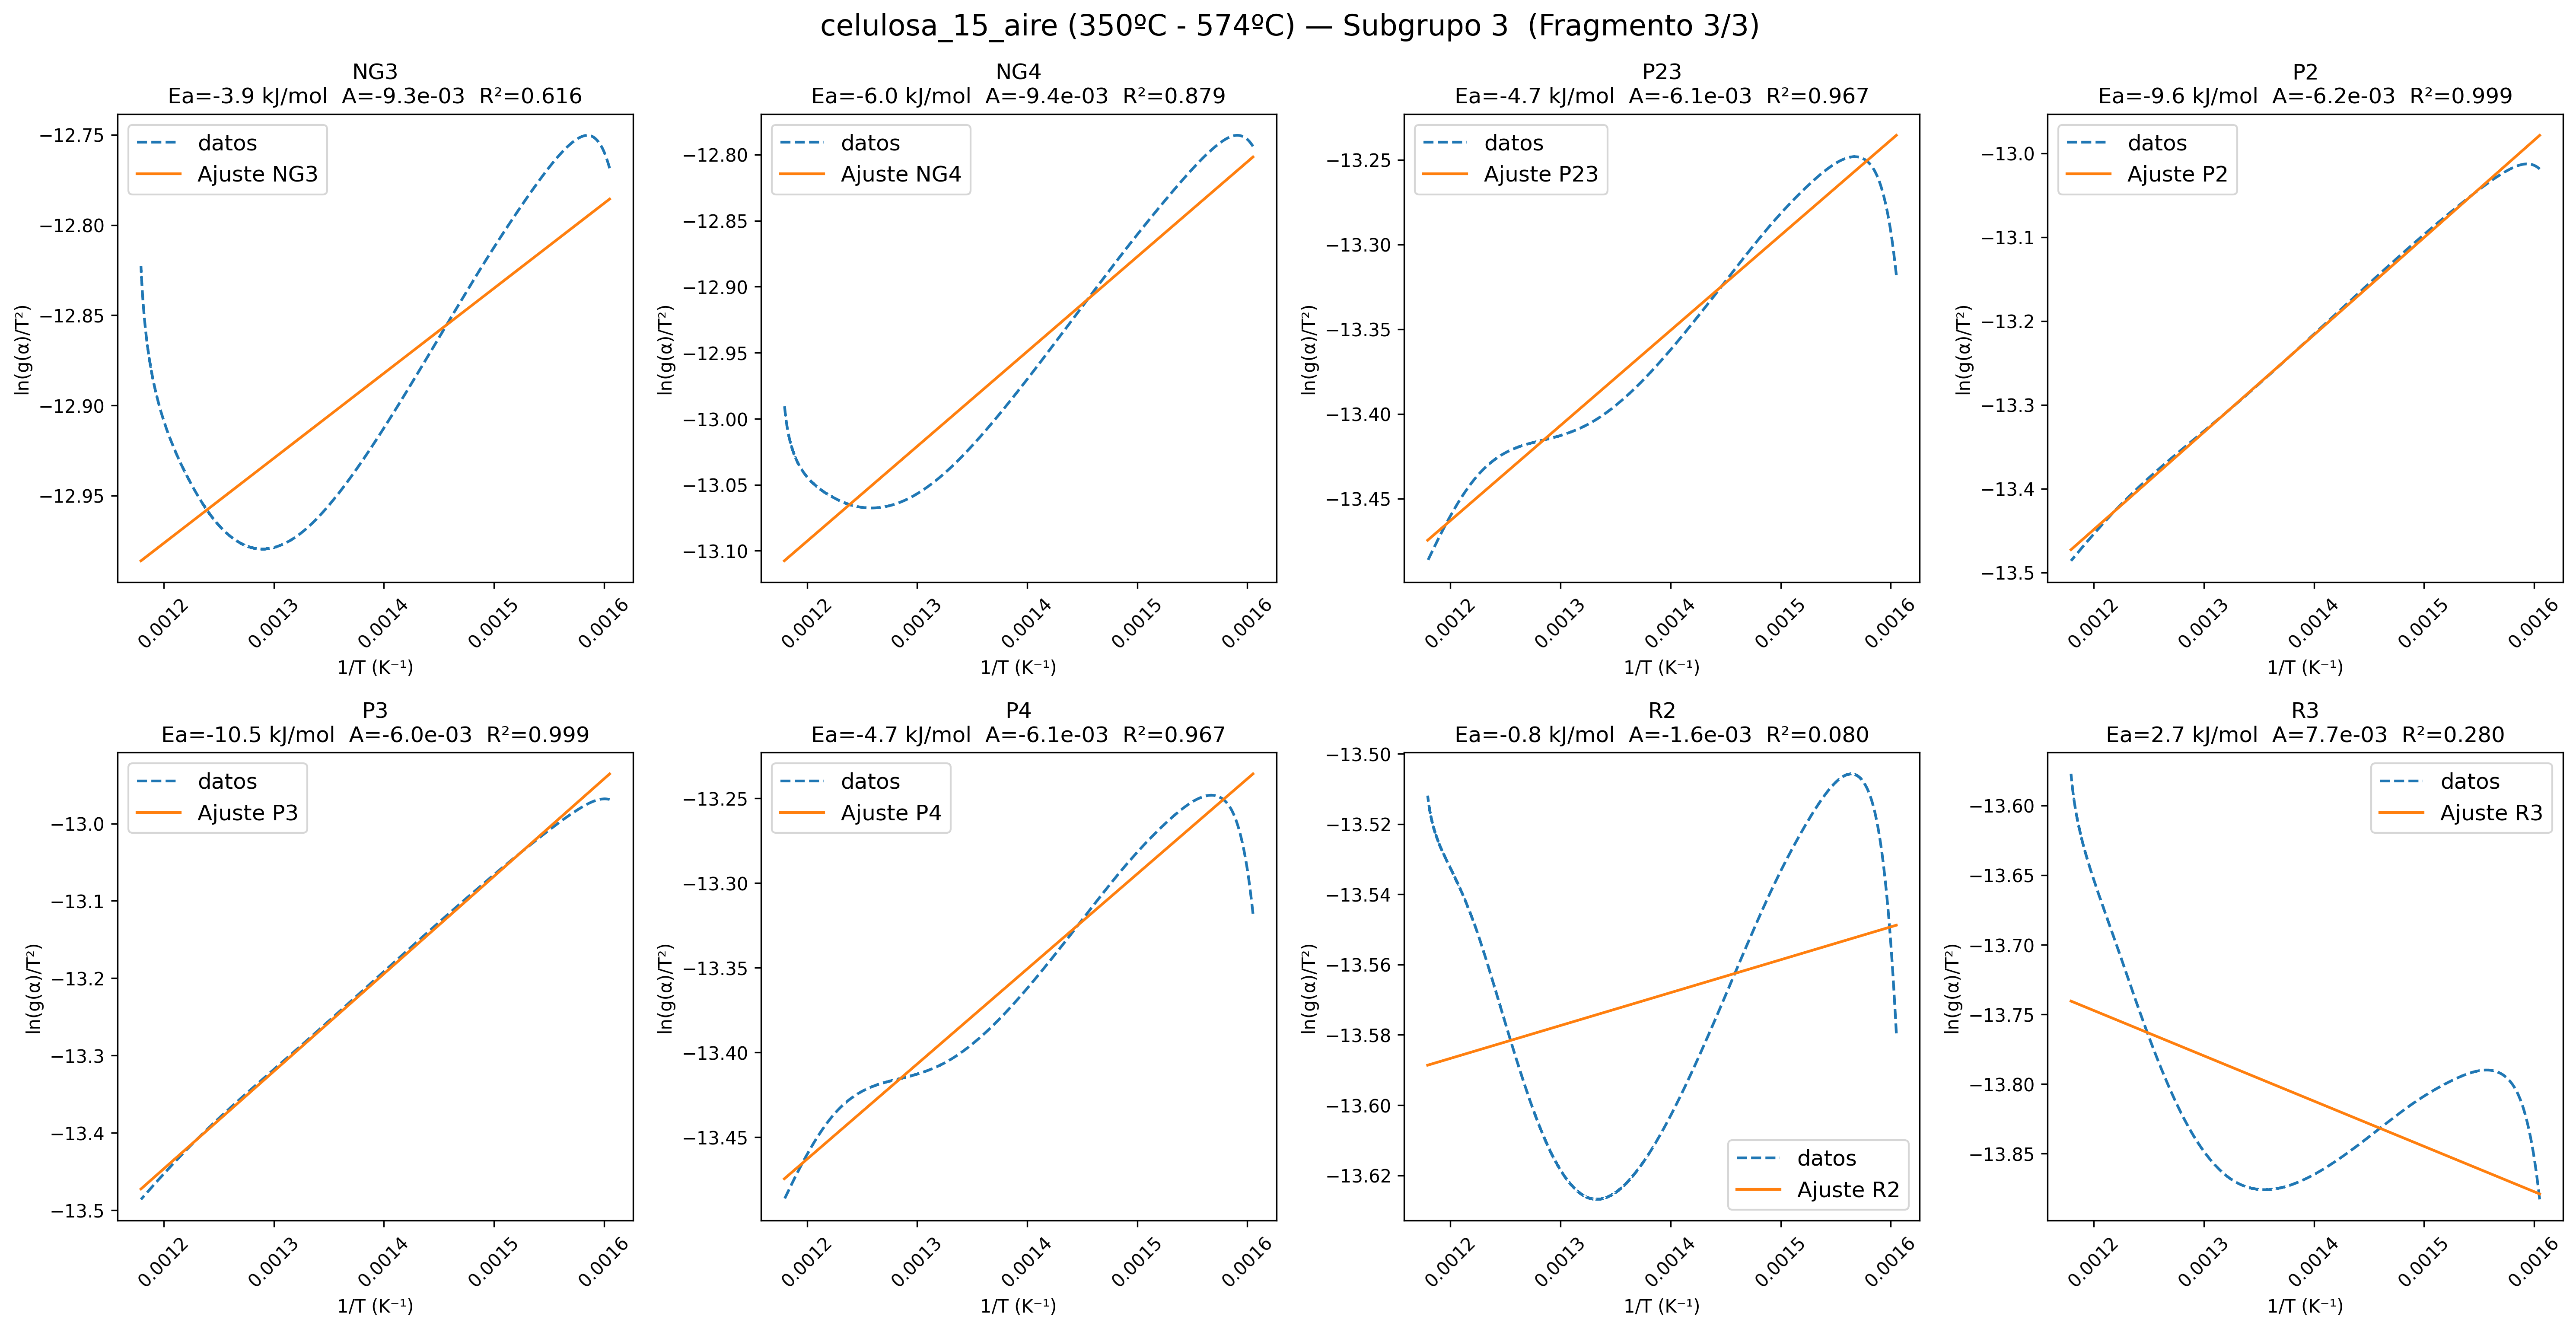 celulosa_15_aire (350ºC - 574ºC) — Subgrupo 3  (Fragmento 3/3)
NG3
Ea=-3.9 kJ/mol  A=-9.3e-03  R²=0.616
datos
Ajuste NG3
−12.75
−12.80
−12.85
−12.90
−12.95
ln(g(α)/T²)
0.0012
0.0013
0.0014
0.0015
0.0016
1/T (K⁻¹)
NG4
Ea=-6.0 kJ/mol  A=-9.4e-03  R²=0.879
datos
Ajuste NG4
−12.80
−12.85
−12.90
−12.95
−13.00
−13.05
−13.10
ln(g(α)/T²)
0.0012
0.0013
0.0014
0.0015
0.0016
1/T (K⁻¹)
P23
Ea=-4.7 kJ/mol  A=-6.1e-03  R²=0.967
datos
Ajuste P23
−13.25
−13.30
−13.35
−13.40
−13.45
ln(g(α)/T²)
0.0012
0.0013
0.0014
0.0015
0.0016
1/T (K⁻¹)
P2
Ea=-9.6 kJ/mol  A=-6.2e-03  R²=0.999
datos
Ajuste P2
−13.0
−13.1
−13.2
−13.3
−13.4
−13.5
ln(g(α)/T²)
0.0012
0.0013
0.0014
0.0015
0.0016
1/T (K⁻¹)
P3
Ea=-10.5 kJ/mol  A=-6.0e-03  R²=0.999
datos
Ajuste P3
−13.0
−13.1
−13.2
−13.3
−13.4
−13.5
ln(g(α)/T²)
0.0012
0.0013
0.0014
0.0015
0.0016
1/T (K⁻¹)
P4
Ea=-4.7 kJ/mol  A=-6.1e-03  R²=0.967
datos
Ajuste P4
−13.25
−13.30
−13.35
−13.40
−13.45
ln(g(α)/T²)
0.0012
0.0013
0.0014
0.0015
0.0016
1/T (K⁻¹)
R2
Ea=-0.8 kJ/mol  A=-1.6e-03  R²=0.080
datos
Ajuste R2
−13.50
−13.52
−13.54
−13.56
−13.58
−13.60
−13.62
ln(g(α)/T²)
0.0012
0.0013
0.0014
0.0015
0.0016
1/T (K⁻¹)
R3
Ea=2.7 kJ/mol  A=7.7e-03  R²=0.280
datos
Ajuste R3
−13.60
−13.65
−13.70
−13.75
−13.80
−13.85
ln(g(α)/T²)
0.0012
0.0013
0.0014
0.0015
0.0016
1/T (K⁻¹)